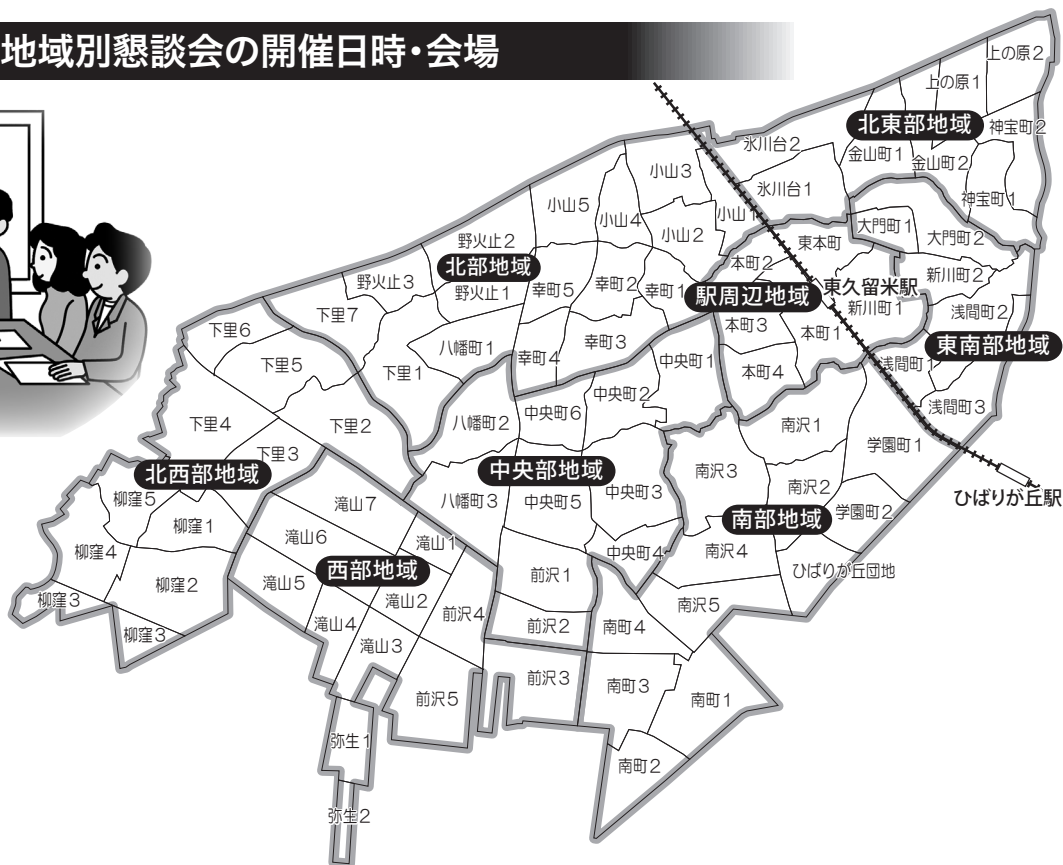 地域別懇談会の開催日時・会場
上の原2
上の原1
北東部地域
神宝町2
氷川台2
金山町1
金山町2
小山3
氷川台1
神宝町1
小山5
小山4
小山1
大門町1
小山2
東本町
大門町2
野火止2
本町2
北部地域
野火止3
幸町2
新川町2
東久留米駅
野火止1
幸町5
幸町1
駅周辺地域
新川町1
浅間町2
下里7
本町3
本町1
下里6
幸町3
東南部地域
八幡町1
幸町4
中央町1
浅間町1
下里5
下里1
本町4
中央町2
浅間町3
中央町6
下里4
下里2
八幡町2
南沢1
学園町1
下里3
北西部地域
中央部地域
南沢3
柳窪5
滝山7
八幡町3
中央町5
中央町3
南沢2
ひばりが丘駅
柳窪1
南部地域
学園町2
滝山6
滝山1
柳窪4
中央町4
南沢4
西部地域
前沢1
ひばりが丘団地
柳窪2
滝山5
柳窪3
滝山2
南沢5
前沢4
滝山4
前沢2
南町4
柳窪3
滝山3
前沢3
前沢5
南町3
南町1
弥生1
南町2
弥生2